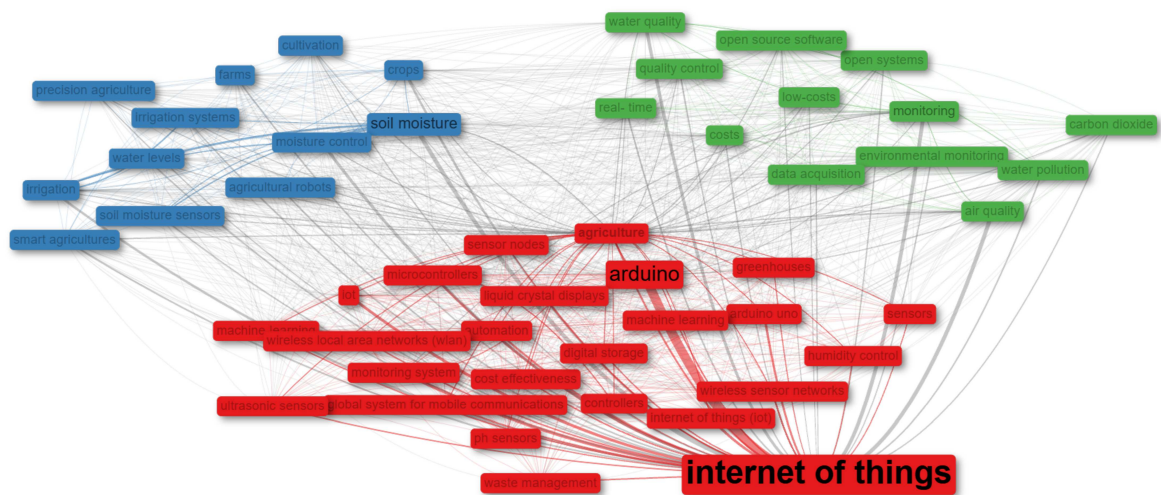 water quality
open source software
cultivation
open systems
quality control
farms
crops
precision agriculture
low-costs
real- time
monitoring
irrigation systems
soil moisture
carbon dioxide
costs
moisture control
water levels
environmental monitoring
water pollution
data acquisition
irrigation
agricultural robots
soil moisture sensors
air quality
smart agricultures
agriculture
sensor nodes
greenhouses
microcontrollers
arduino
iot
liquid crystal displays
arduino uno
sensors
machine learning
machine learning
automation
wireless local area networks (wlan)
digital storage
humidity control
monitoring system
cost effectiveness
wireless sensor networks
ultrasonic sensors
global system for mobile communications
controllers
internet of things (iot)
ph sensors
internet of things
waste management